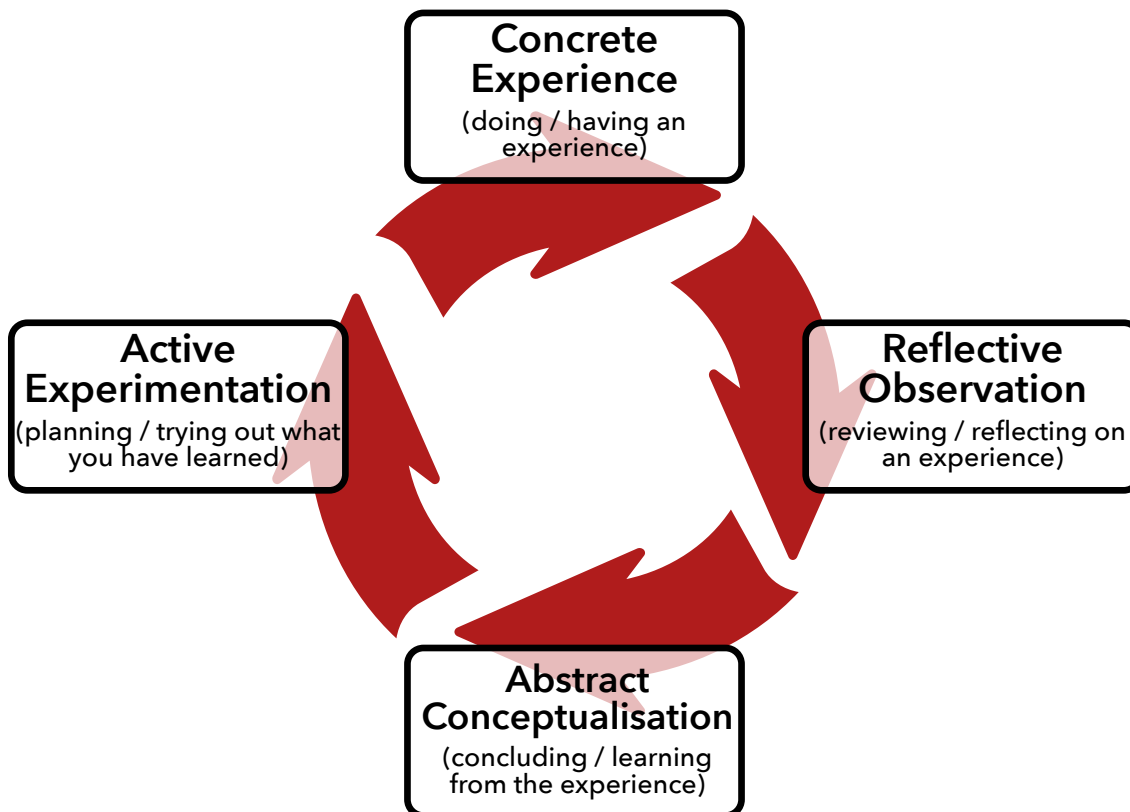 Concrete
Experience
(doing / having an
experience)
Active
Experimentation
(planning / trying out what
you have learned)
Reflective
Observation
(reviewing / reflecting on
an experience)
Abstract
Conceptualisation
(concluding / learning
from the experience)